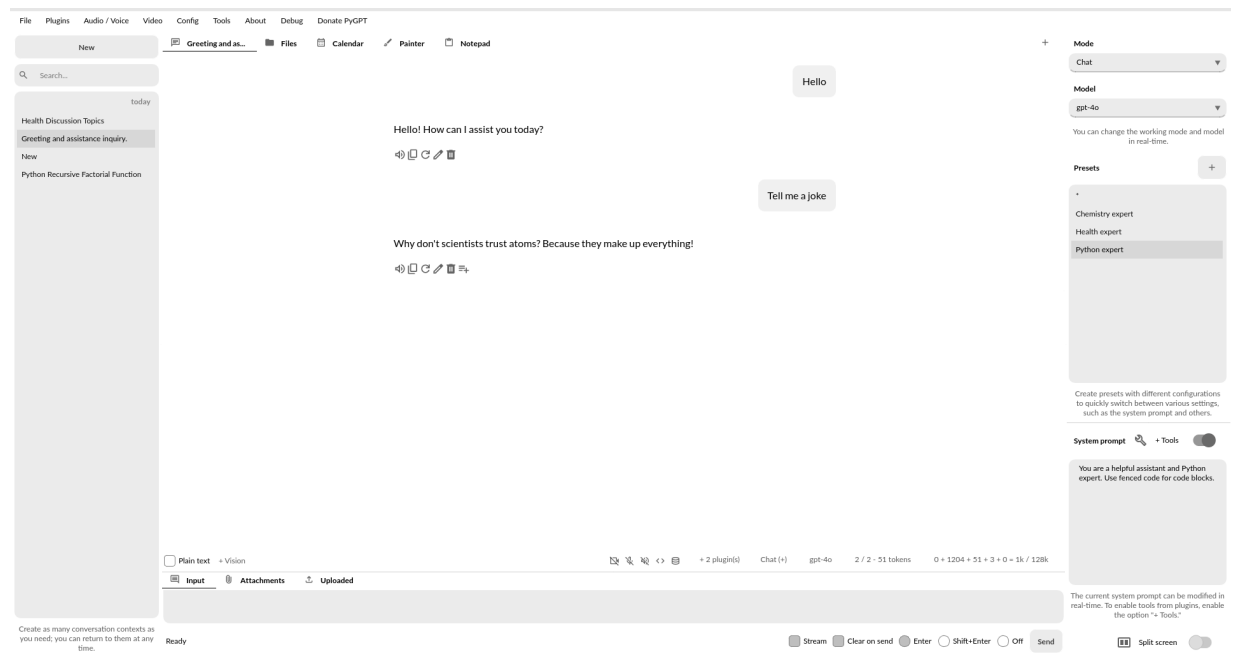 File Plugins Audio / Voice Video Config Tools About Debug Donate PyGPT
New
Search...
today
Health Discussion Topics
Greeting and assistance inquiry.
New
Python Recursive Factorial Function
Create as many conversation contexts as
you need; you can return to them at any
time.
Greeting and as... Files Calendar Painter Notepad +
Hello
Hello! How can I assist you today?
Tell me a joke
Why don't scientists trust atoms? Because they make up everything!
Plain text + Vision
+ 2 plugin(s) Chat (+) gpt-4o 2 / 2 - 51 tokens 0 + 1204 + 51 + 3 + 0 = 1k / 128k
Input Attachments Uploaded
Ready
Stream Clear on send Enter Shift+Enter Off Send
Mode
Chat
Model
gpt-4o
You can change the working mode and model
in real-time.
Presets +
*
Chemistry expert
Health expert
Python expert
Create presets with different configurations
to quickly switch between various settings,
such as the system prompt and others.
System prompt + Tools
You are a helpful assistant and Python
expert. Use fenced code for code blocks.
The current system prompt can be modified in
real-time. To enable tools from plugins, enable
the option "+ Tools."
Split screen